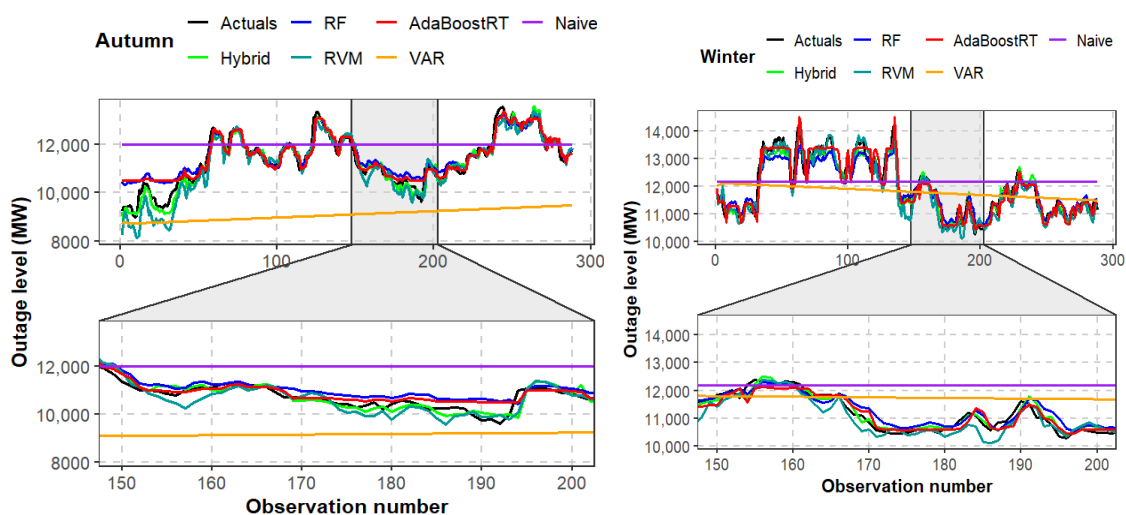 Autumn
Actuals RF AdaBoostRT Naive
Hybrid RVM VAR
12,000
10,000
8000
0 100 200 300
12,000
10,000
8000
150 160 170 180 190 200
Outage level (MW)
Observation number
Winter
Actuals RF AdaBoostRT Naive
Hybrid RVM VAR
14,000
13,000
12,000
11,000
10,000
0 100 200 300
14,000
13,000
12,000
11,000
10,000
150 160 170 180 190 200
Outage level (MW)
Observation number